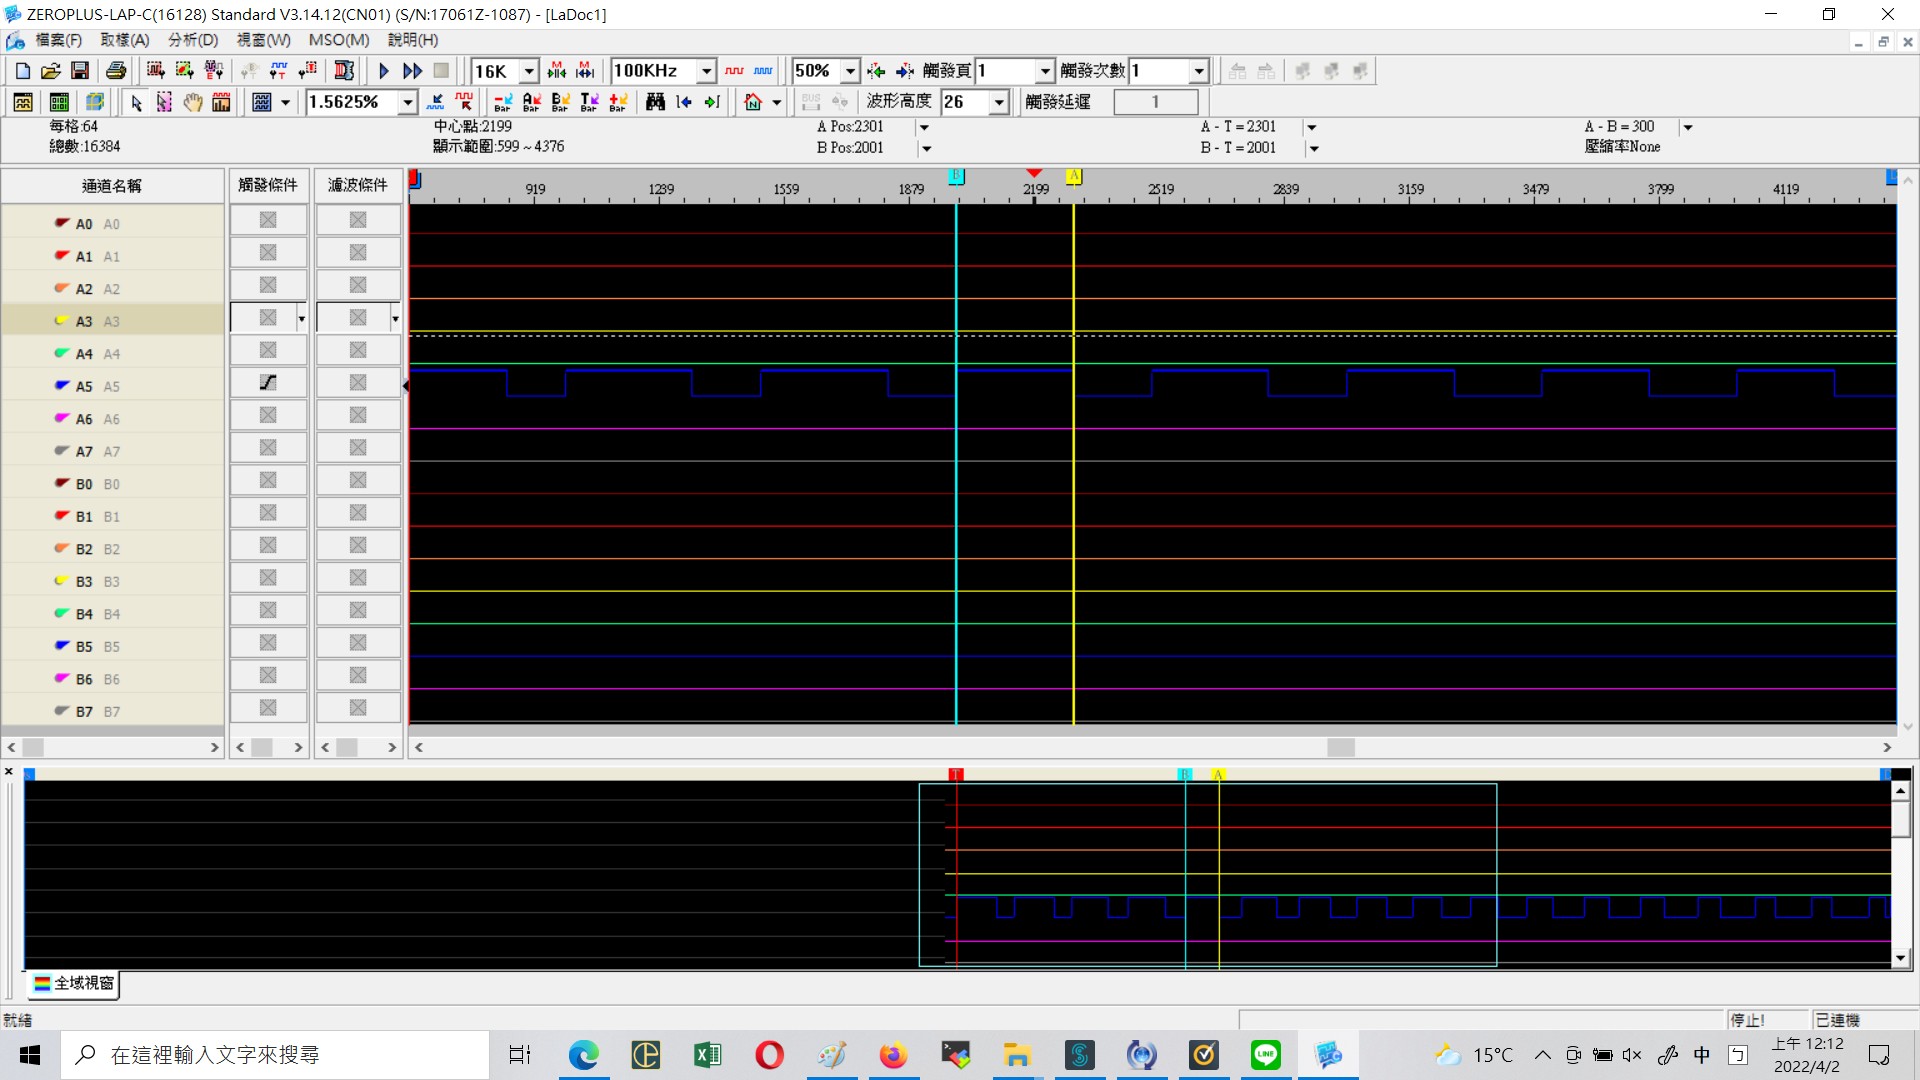 ZEROPLUS-LAP-C(16128) Standard V3.14.12(CN01) (S/N:17061Z-1087) - [LaDoc1]
檔案(F) 取樣(A) 分析(D) 視窗(W) MSO(M) 說明(H)
16K 100KHz 50% 觸發頁 1 觸發次數 1
1.5625% Bar Bar Bar Bar Bar 波形高度 26 觸發延遲 1
每格:64 中心點:2199 A Pos:2301 A - T = 2301 A - B = 300
總數:16384 顯示範圍:599 ~ 4376 B Pos:2001 B - T = 2001 壓縮率None
通道名稱 觸發條件 濾波條件
B A
919 1239 1559 1879 2199 2519 2839 3159 3479 3799 4119
A0 A0
A1 A1
A2 A2
A3 A3
A4 A4
A5 A5
A6 A6
A7 A7
B0 B0
B1 B1
B2 B2
B3 B3
B4 B4
B5 B5
B6 B6
B7 B7
T B A
全域視窗
就緒 停止! 已連機
在這裡輸入文字來搜尋
LINE
15°C 中 ㄅ 上午 12:12
2022/4/2